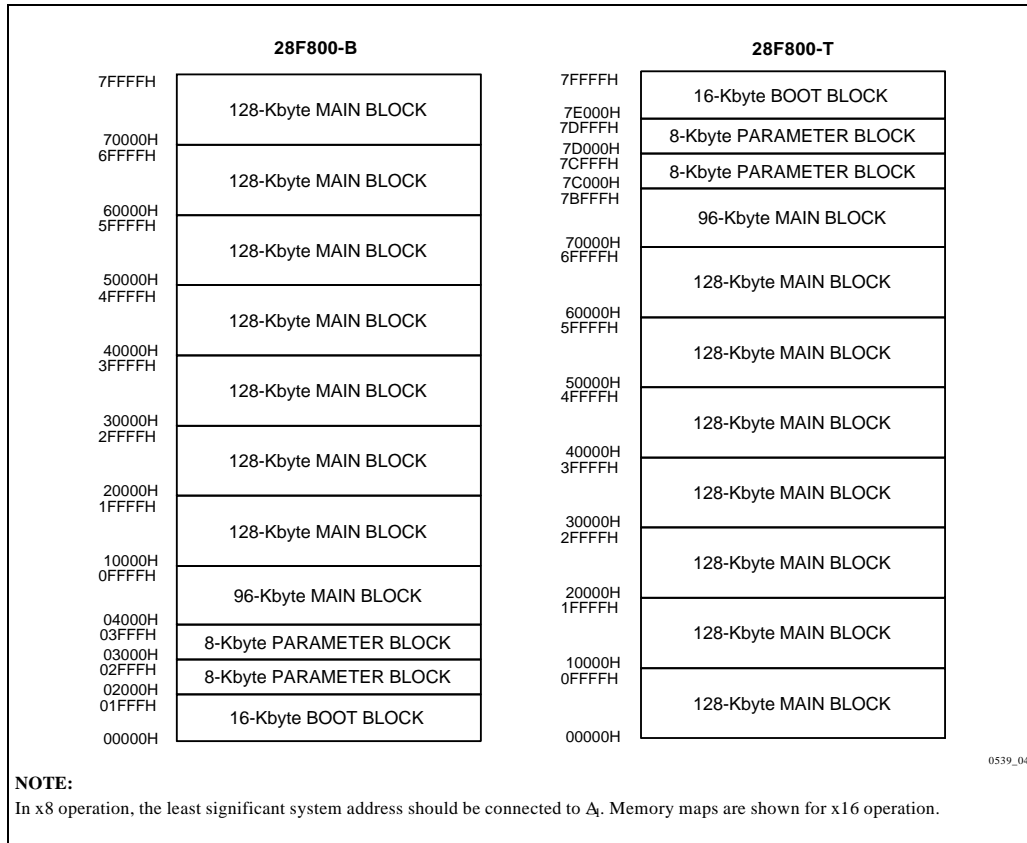 28F800-B
7FFFFH
128-Kbyte MAIN BLOCK
70000H
6FFFFH
128-Kbyte MAIN BLOCK
60000H
5FFFFH
128-Kbyte MAIN BLOCK
50000H
4FFFFH
128-Kbyte MAIN BLOCK
40000H
3FFFFH
128-Kbyte MAIN BLOCK
30000H
2FFFFH
128-Kbyte MAIN BLOCK
20000H
1FFFFH
128-Kbyte MAIN BLOCK
10000H
0FFFFH
96-Kbyte MAIN BLOCK
04000H
03FFFH
8-Kbyte PARAMETER BLOCK
03000H
02FFFH
8-Kbyte PARAMETER BLOCK
02000H
01FFFH
16-Kbyte BOOT BLOCK
00000H
28F800-T
7FFFFH
16-Kbyte BOOT BLOCK
7E000H
7DFFFH
8-Kbyte PARAMETER BLOCK
7D000H
7CFFFH
8-Kbyte PARAMETER BLOCK
7C000H
7BFFFH
96-Kbyte MAIN BLOCK
70000H
6FFFFH
128-Kbyte MAIN BLOCK
60000H
5FFFFH
128-Kbyte MAIN BLOCK
50000H
4FFFFH
128-Kbyte MAIN BLOCK
40000H
3FFFFH
128-Kbyte MAIN BLOCK
30000H
2FFFFH
128-Kbyte MAIN BLOCK
20000H
1FFFFH
128-Kbyte MAIN BLOCK
10000H
0FFFFH
128-Kbyte MAIN BLOCK
00000H
0539_04
NOTE:
In x8 operation, the least significant system address should be connected to A-1. Memory maps are shown for x16 operation.